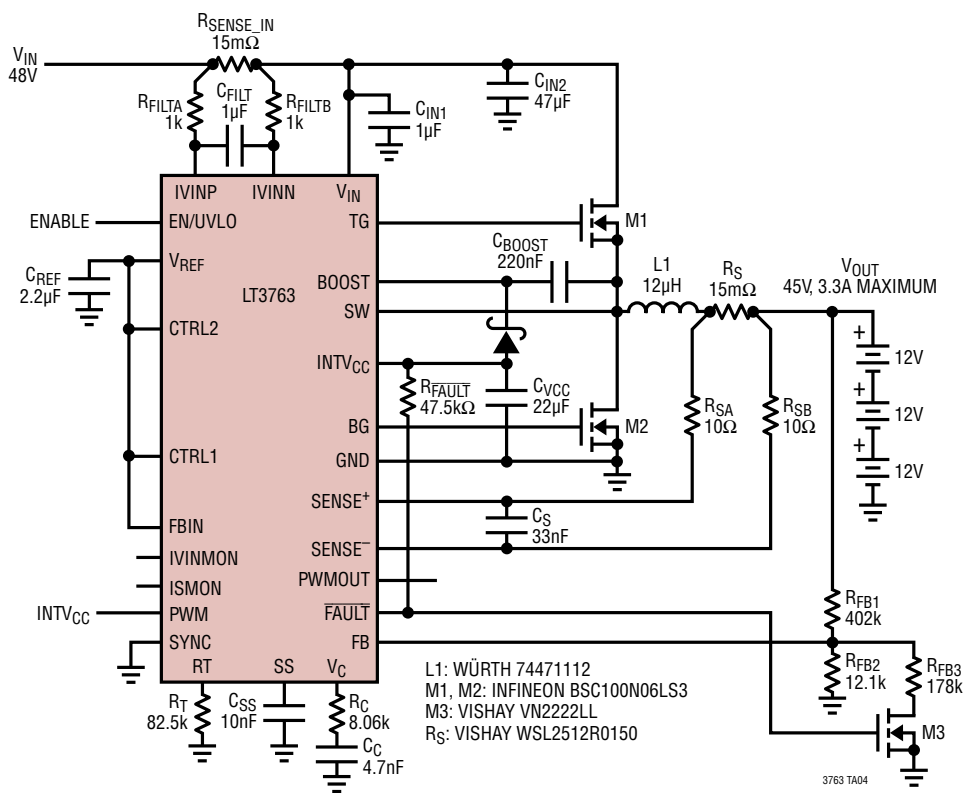 RSENSE_IN
15mΩ
VIN
48V
CFILT
1µF
RFILTA
1k
RFILTB
1k
CIN1
1µF
CIN2
47µF
IVINP
IVINN
VIN
ENABLE
EN/UVLO
TG
M1
VREF
CREF
2.2µF
LT3763
BOOST
CBOOST
220nF
SW
L1
12µH
RS
15mΩ
VOUT
45V, 3.3A MAXIMUM
CTRL2
INTVCC
RFAULT
47.5kΩ
CVCC
22µF
+
12V
+
12V
+
12V
BG
M2
RSA
10Ω
RSB
10Ω
CTRL1
GND
SENSE+
CS
33nF
SENSE–
FBIN
IVINMON
ISMON
PWMOUT
INTVCC
PWM
FAULT
SYNC
FB
RFB1
402k
RFB2
12.1k
RFB3
178k
RT
SS
VC
RT
82.5k
CSS
10nF
RC
8.06k
CC
4.7nF
L1: WÜRTH 74471112
M1, M2: INFINEON BSC100N06LS3
M3: VISHAY VN2222LL
RS: VISHAY WSL2512R0150
M3
3763 TA04